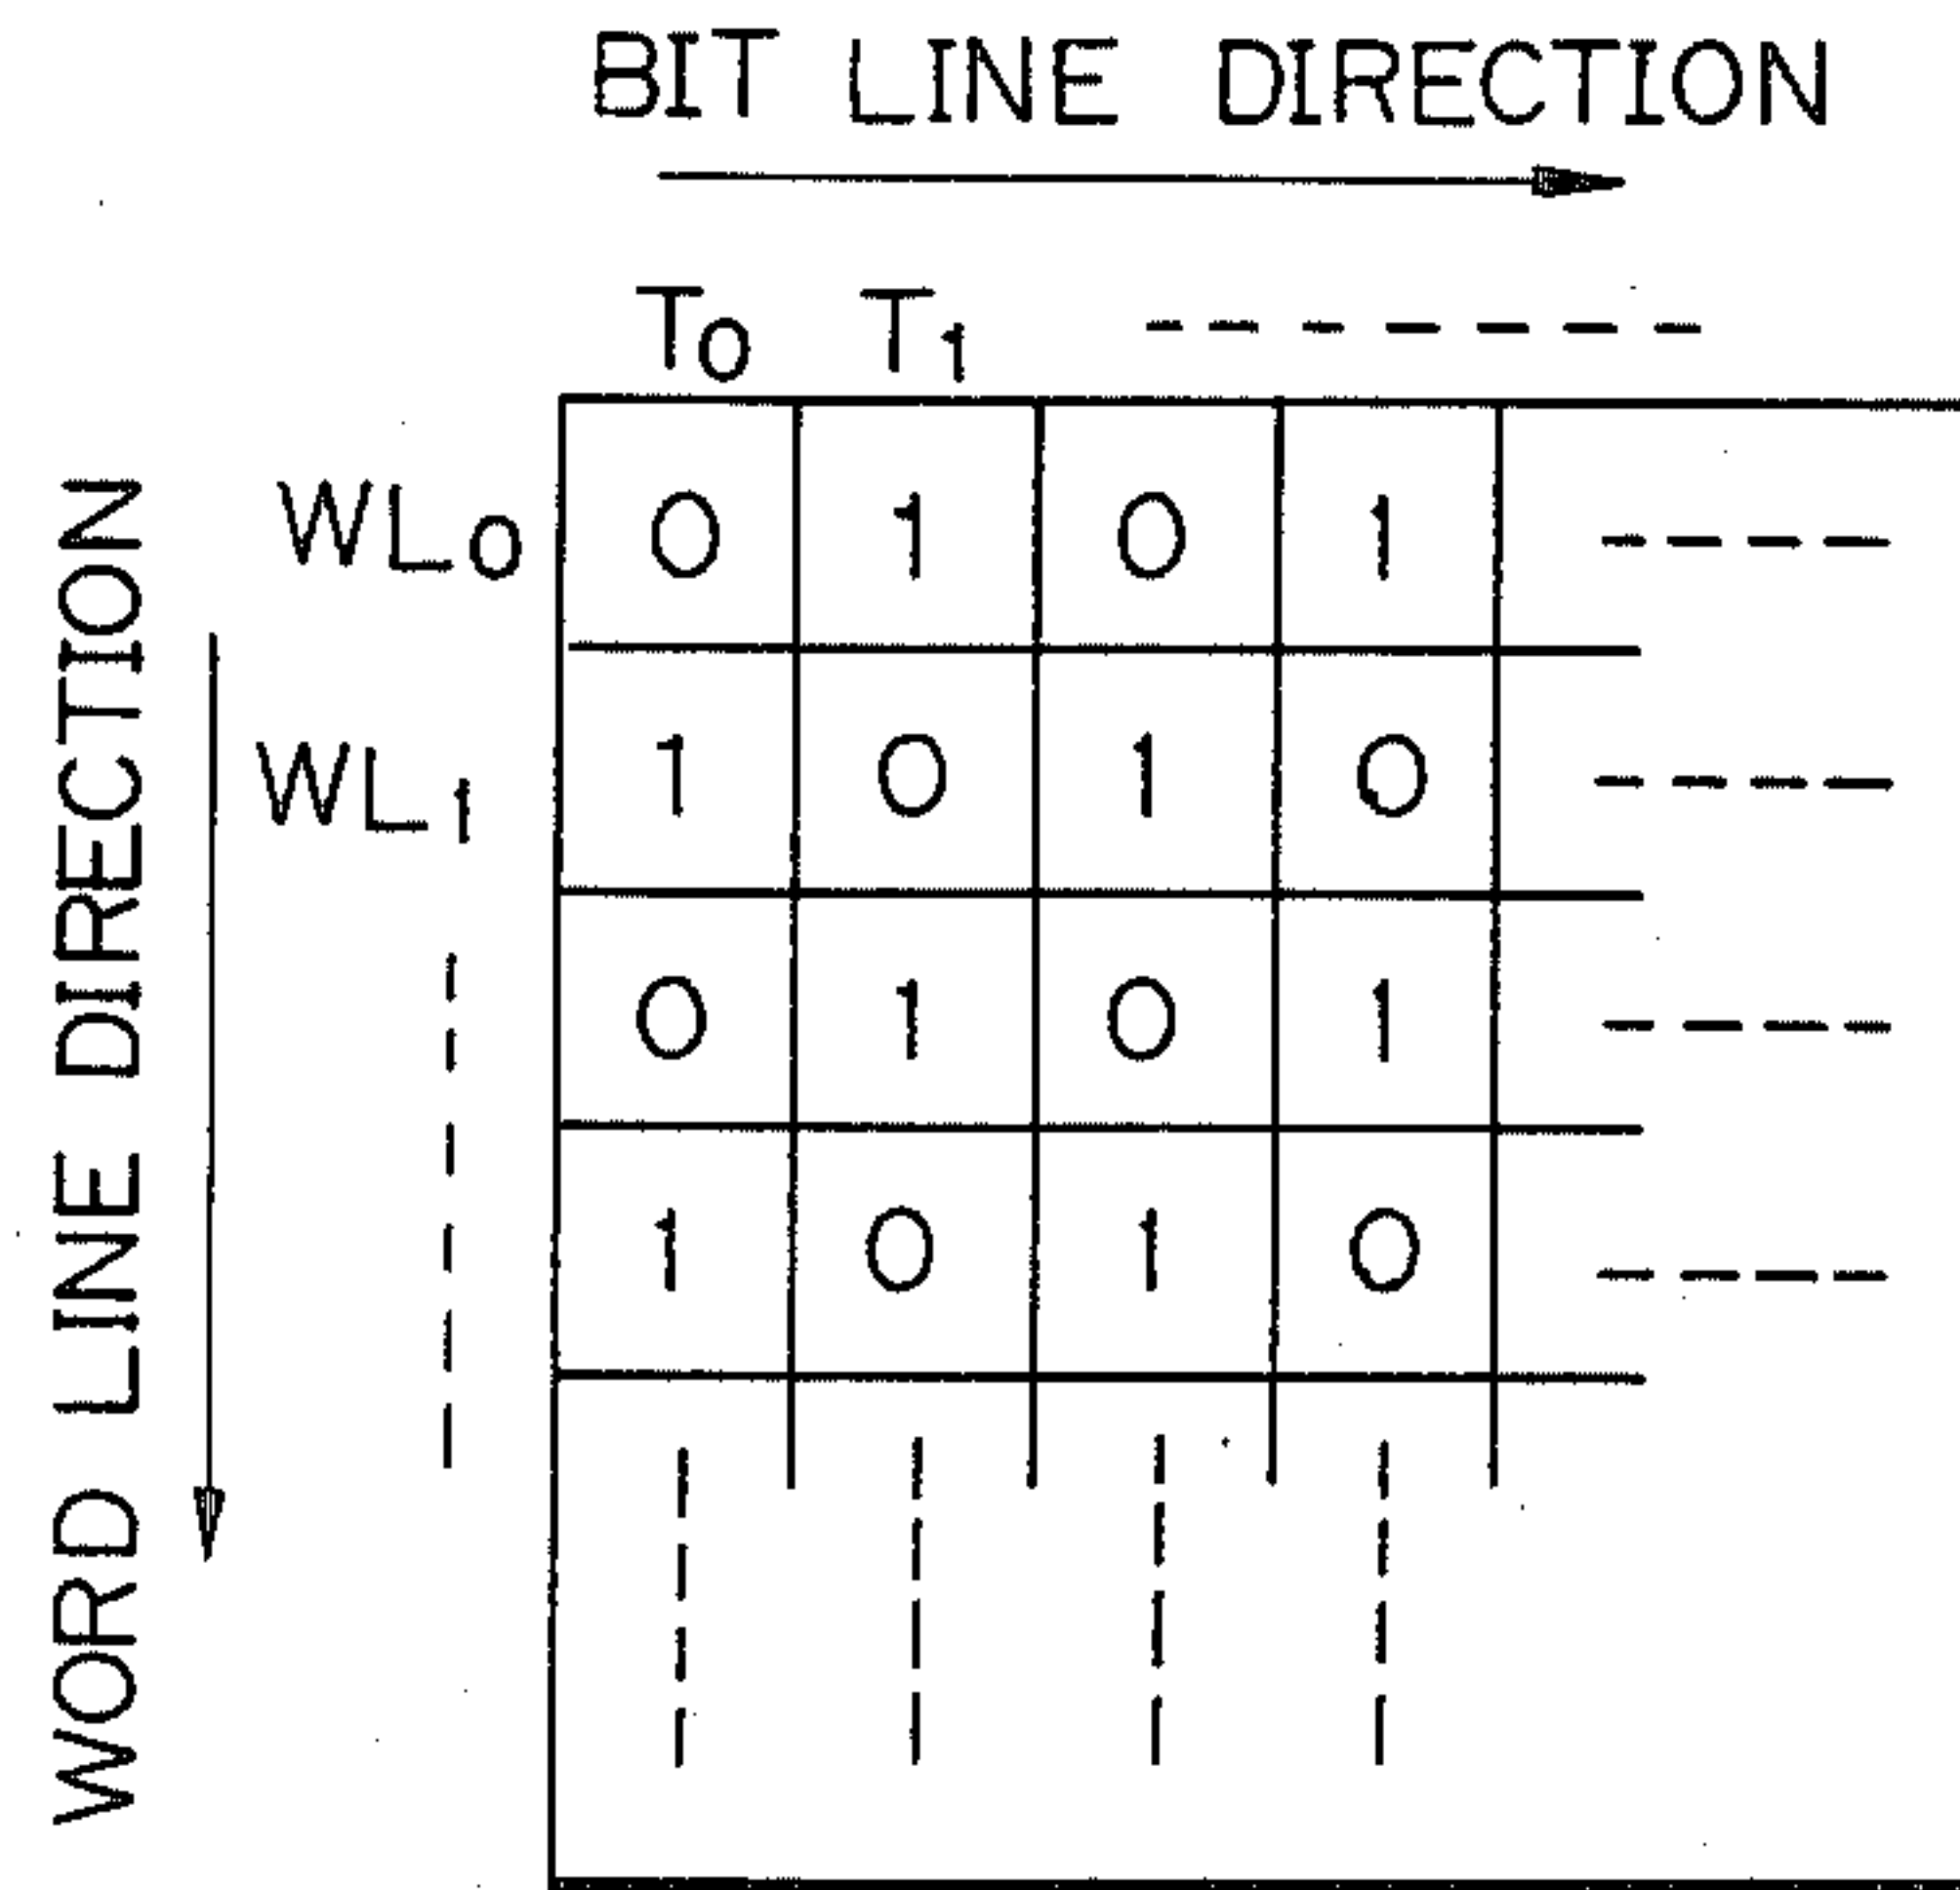 BIT LINE DIRECTION
T0 T1
WORD LINE DIRECTION
WL0 0 1 0 1
WL1 1 0 1 0
0 1 0 1
1 0 1 0